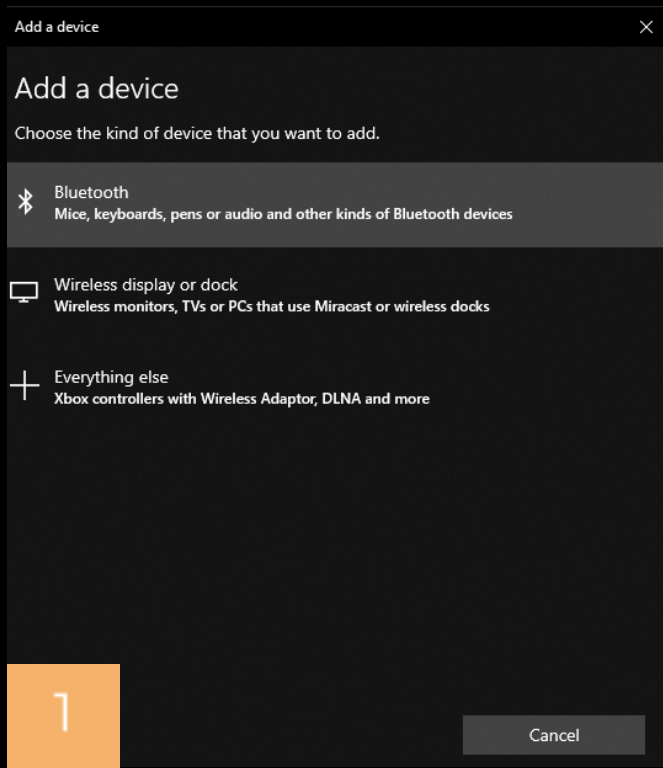 Add a device
Add a device
Choose the kind of device that you want to add.
Bluetooth
Mice, keyboards, pens or audio and other kinds of Bluetooth devices
Wireless display or dock
Wireless monitors, TVs or PCs that use Miracast or wireless docks
Everything else
Xbox controllers with Wireless Adaptor, DLNA and more
1
Cancel